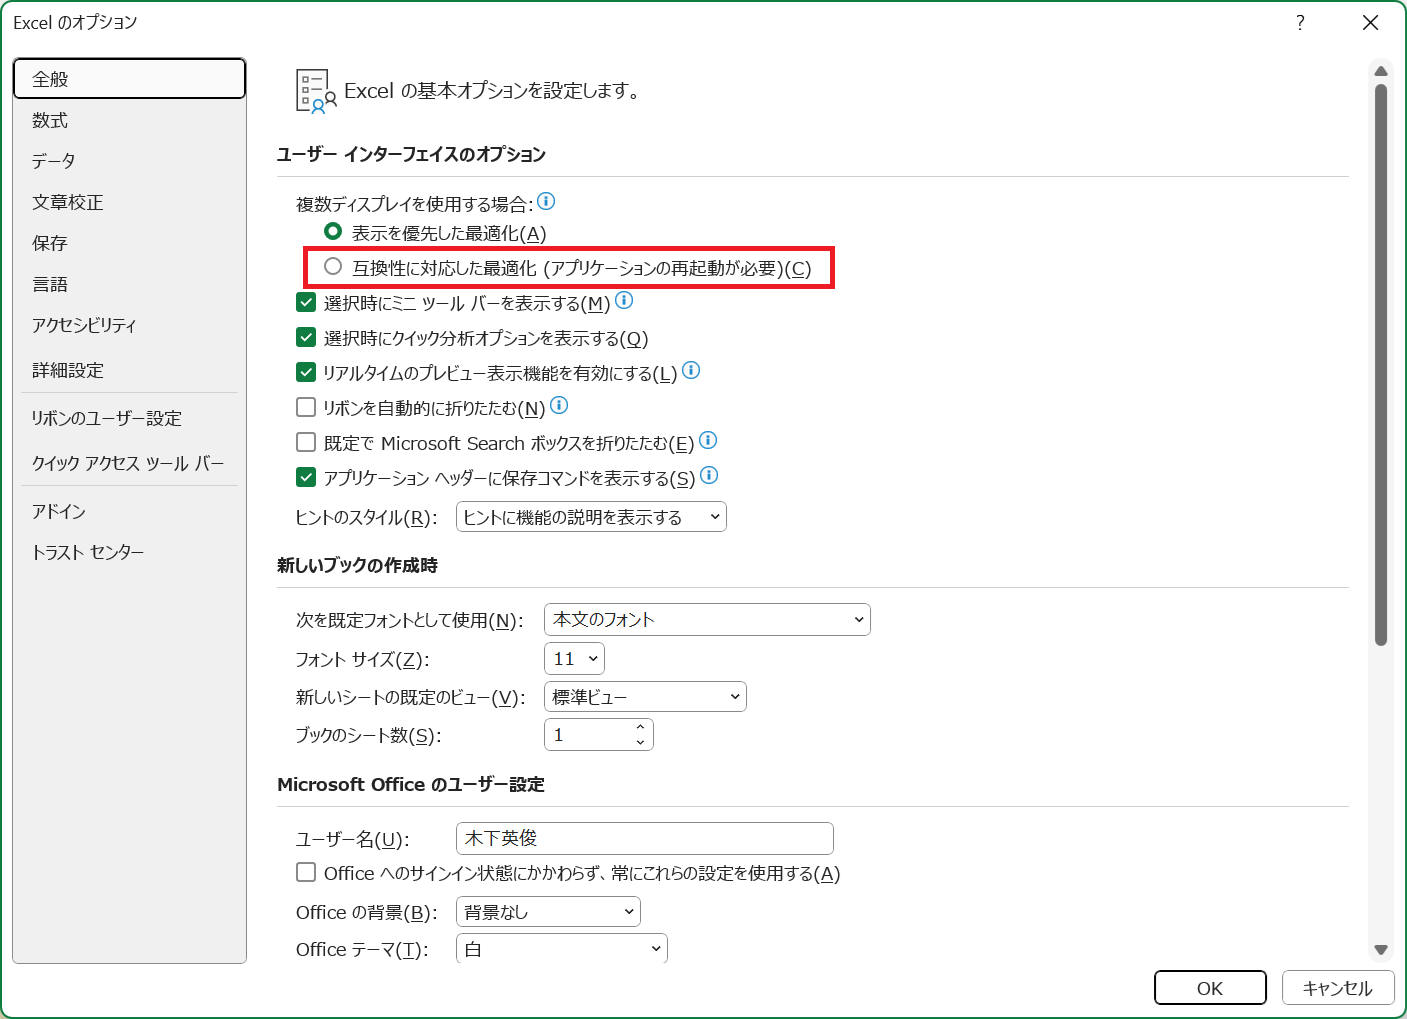 Excel のオプション
?
全般
数式
データ
文章校正
保存
言語
アクセシビリティ
詳細設定
リボンのユーザー設定
クイック アクセス ツール バー
アドイン
トラスト センター
Excel の基本オプションを設定します。
ユーザー インターフェイスのオプション
複数ディスプレイを使用する場合:
表示を優先した最適化(A)
互換性に対応した最適化 (アプリケーションの再起動が必要)(C)
選択時にミニ ツール バーを表示する(M)
選択時にクイック分析オプションを表示する(Q)
リアルタイムのプレビュー表示機能を有効にする(L)
リボンを自動的に折りたたむ(N)
既定で Microsoft Search ボックスを折りたたむ(E)
アプリケーション ヘッダーに保存コマンドを表示する(S)
ヒントのスタイル(R): ヒントに機能の説明を表示する
新しいブックの作成時
次を既定フォントとして使用(N): 本文のフォント
フォント サイズ(Z): 11
新しいシートの既定のビュー(V): 標準ビュー
ブックのシート数(S): 1
Microsoft Office のユーザー設定
ユーザー名(U): 木下英俊
Office へのサインイン状態にかかわらず、常にこれらの設定を使用する(A)
Office の背景(B): 背景なし
Office テーマ(T): 白
OK キャンセル